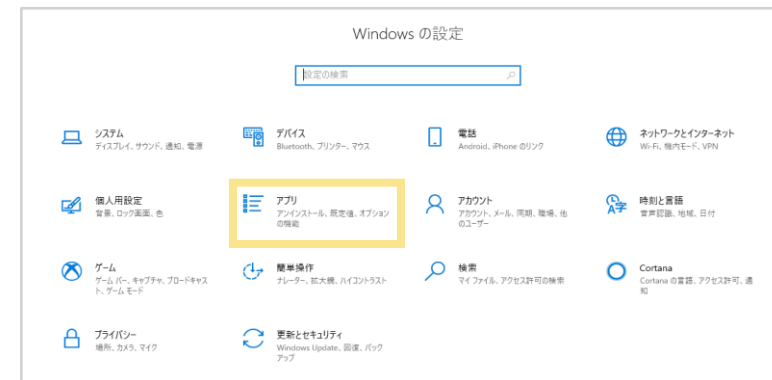 Windows の設定
設定の検索
システム
ディスプレイ、サウンド、通知、電源
デバイス
Bluetooth、プリンター、マウス
電話
Android、iPhone のリンク
ネットワークとインターネット
Wi-Fi、機内モード、VPN
個人用設定
背景、ロック画面、色
アプリ
アンインストール、既定値、オプション
の機能
アカウント
アカウント、メール、同期、職場、他
のユーザー
時刻と言語
音声認識、地域、日付
ゲーム
ゲーム バー、キャプチャ、ブロードキャス
ト、ゲーム モード
簡単操作
ナレーター、拡大鏡、ハイコントラスト
検索
マイ ファイル、アクセス許可の検索
Cortana
Cortana の言語、アクセス許可、通
知
プライバシー
場所、カメラ、マイク
更新とセキュリティ
Windows Update、回復、バック
アップ